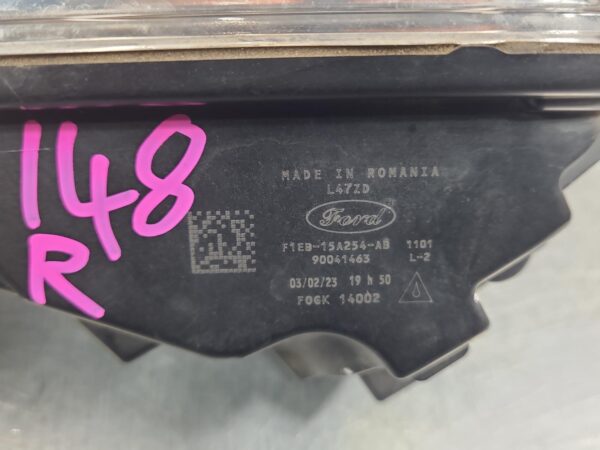 148
R
MADE IN ROMANIA
L47ZD
Ford
F1EB-15A254-AB 1101
90041463 L-2
03/02/23 19 h 50
FOGK 14002